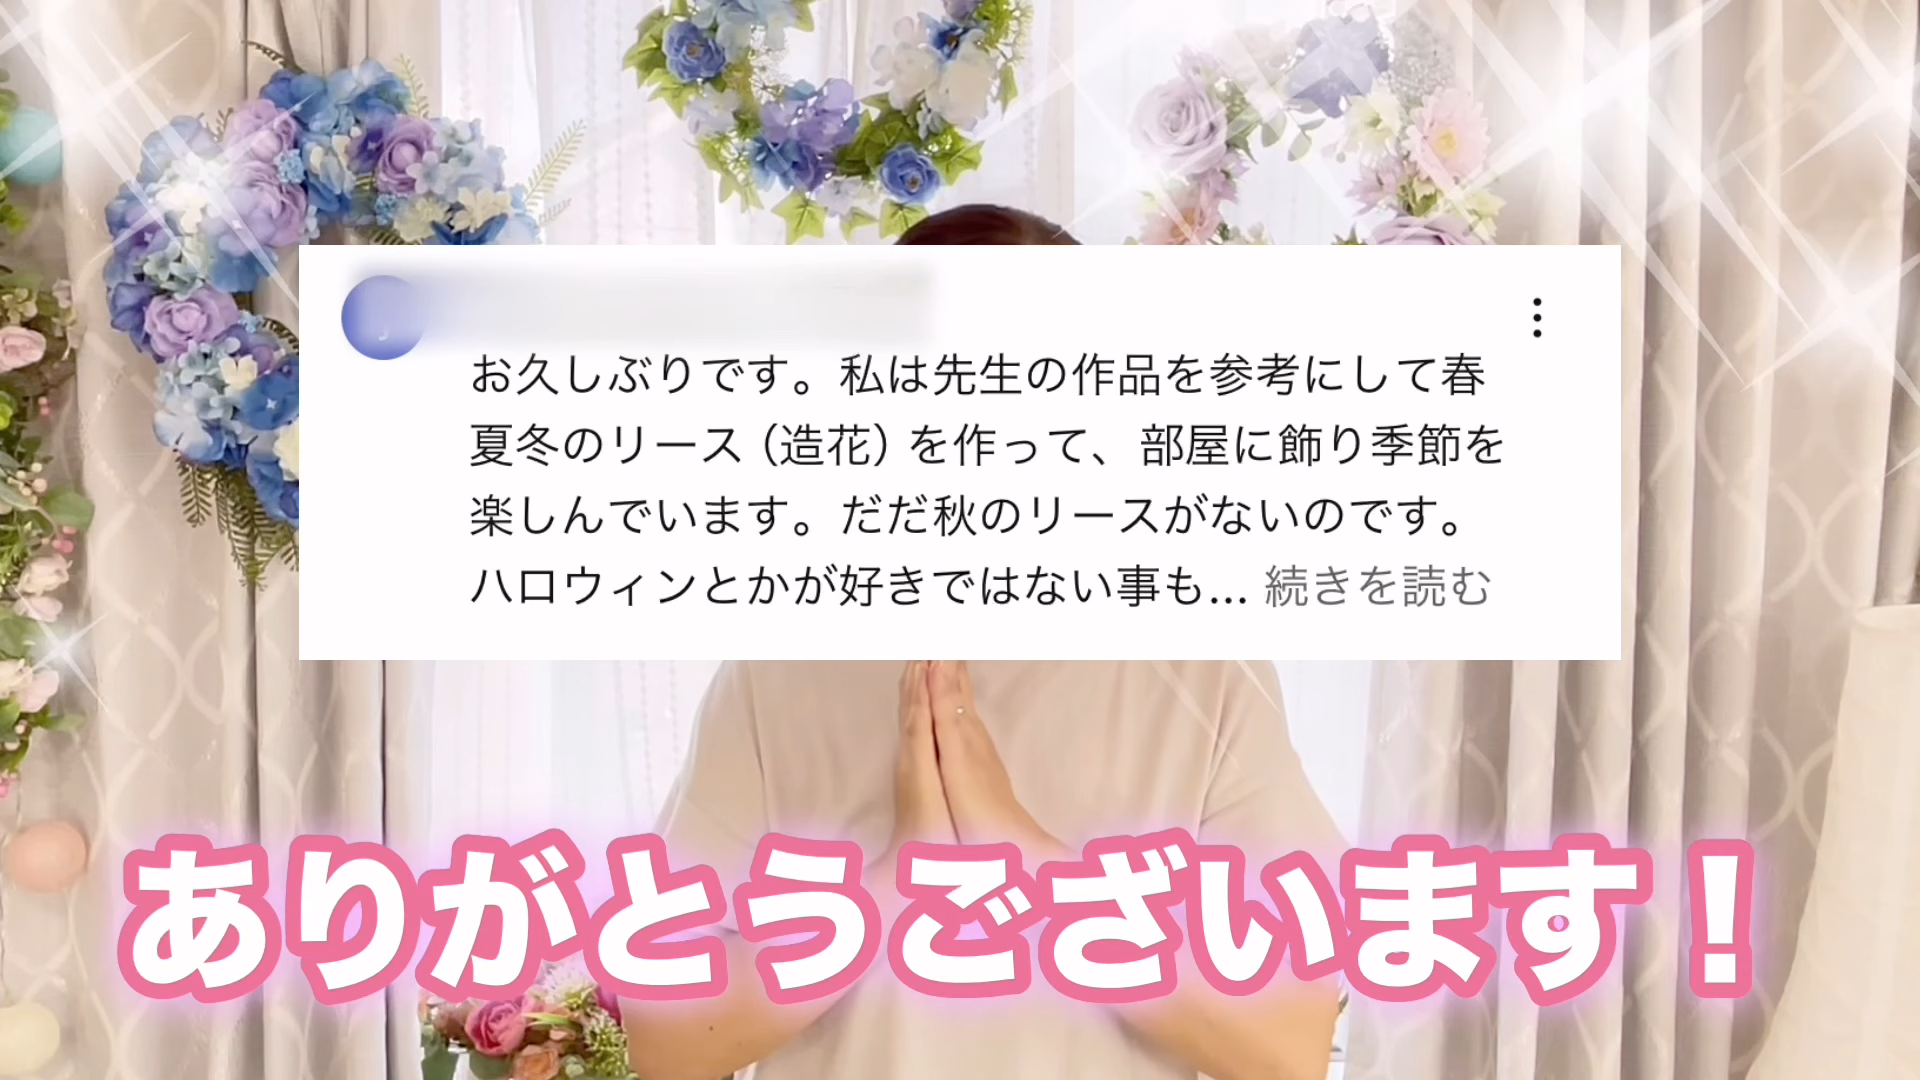 お久しぶりです。私は先生の作品を参考にして春
夏冬のリース（造花）を作って、部屋に飾り季節を
楽しんでいます。だだ秋のリースがないのです。
ハロウィンとかが好きではない事も... 続きを読む
ありがとうございます！